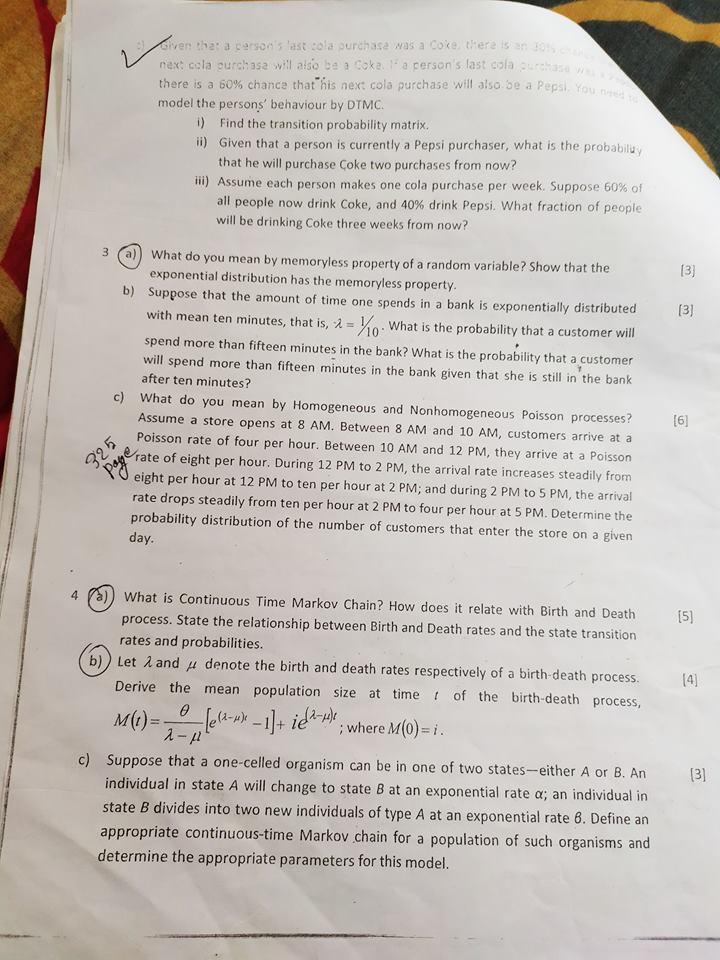 c) Given that a person's last cola purchase was a Coke, there is an 30% chance
next cola purchase will also be a Coke. If a person's last cola purchase was a
there is a 60% chance that his next cola purchase will also be a Pepsi. You need to
model the persons' behaviour by DTMC.
i) Find the transition probability matrix.
ii) Given that a person is currently a Pepsi purchaser, what is the probability
that he will purchase Coke two purchases from now?
iii) Assume each person makes one cola purchase per week. Suppose 60% of
all people now drink Coke, and 40% drink Pepsi. What fraction of people
will be drinking Coke three weeks from now?
3 a) What do you mean by memoryless property of a random variable? Show that the [3]
exponential distribution has the memoryless property.
b) Suppose that the amount of time one spends in a bank is exponentially distributed [3]
with mean ten minutes, that is, λ = 1/10. What is the probability that a customer will
spend more than fifteen minutes in the bank? What is the probability that a customer
will spend more than fifteen minutes in the bank given that she is still in the bank
after ten minutes?
c) What do you mean by Homogeneous and Nonhomogeneous Poisson processes? [6]
Assume a store opens at 8 AM. Between 8 AM and 10 AM, customers arrive at a
Poisson rate of four per hour. Between 10 AM and 12 PM, they arrive at a Poisson
325 page
rate of eight per hour. During 12 PM to 2 PM, the arrival rate increases steadily from
eight per hour at 12 PM to ten per hour at 2 PM; and during 2 PM to 5 PM, the arrival
rate drops steadily from ten per hour at 2 PM to four per hour at 5 PM. Determine the
probability distribution of the number of customers that enter the store on a given
day.
4 a) What is Continuous Time Markov Chain? How does it relate with Birth and Death [5]
process. State the relationship between Birth and Death rates and the state transition
rates and probabilities.
b) Let λ and μ denote the birth and death rates respectively of a birth-death process. [4]
Derive the mean population size at time t of the birth-death process,
M(t) = θ/(λ−μ) [e^(λ−μ)t − 1] + ie^(λ−μ)t ; where M(0) = i.
c) Suppose that a one-celled organism can be in one of two states—either A or B. An [3]
individual in state A will change to state B at an exponential rate α; an individual in
state B divides into two new individuals of type A at an exponential rate β. Define an
appropriate continuous-time Markov chain for a population of such organisms and
determine the appropriate parameters for this model.